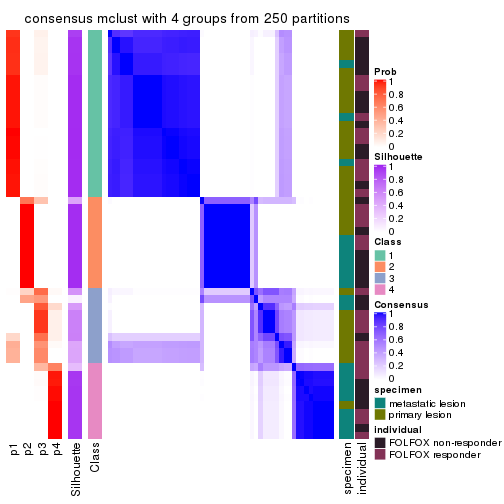 consensus mclust with 4 groups from 250 partitions
Prob
1
0.8
0.6
0.4
0.2
0
Silhouette
1
0.8
0.6
0.4
0.2
0
Class
1
2
3
4
Consensus
1
0.8
0.6
0.4
0.2
0
specimen
metastatic lesion
primary lesion
individual
FOLFOX non-responder
FOLFOX responder
p1
p2
p3
p4
Silhouette
Class
specimen
individual